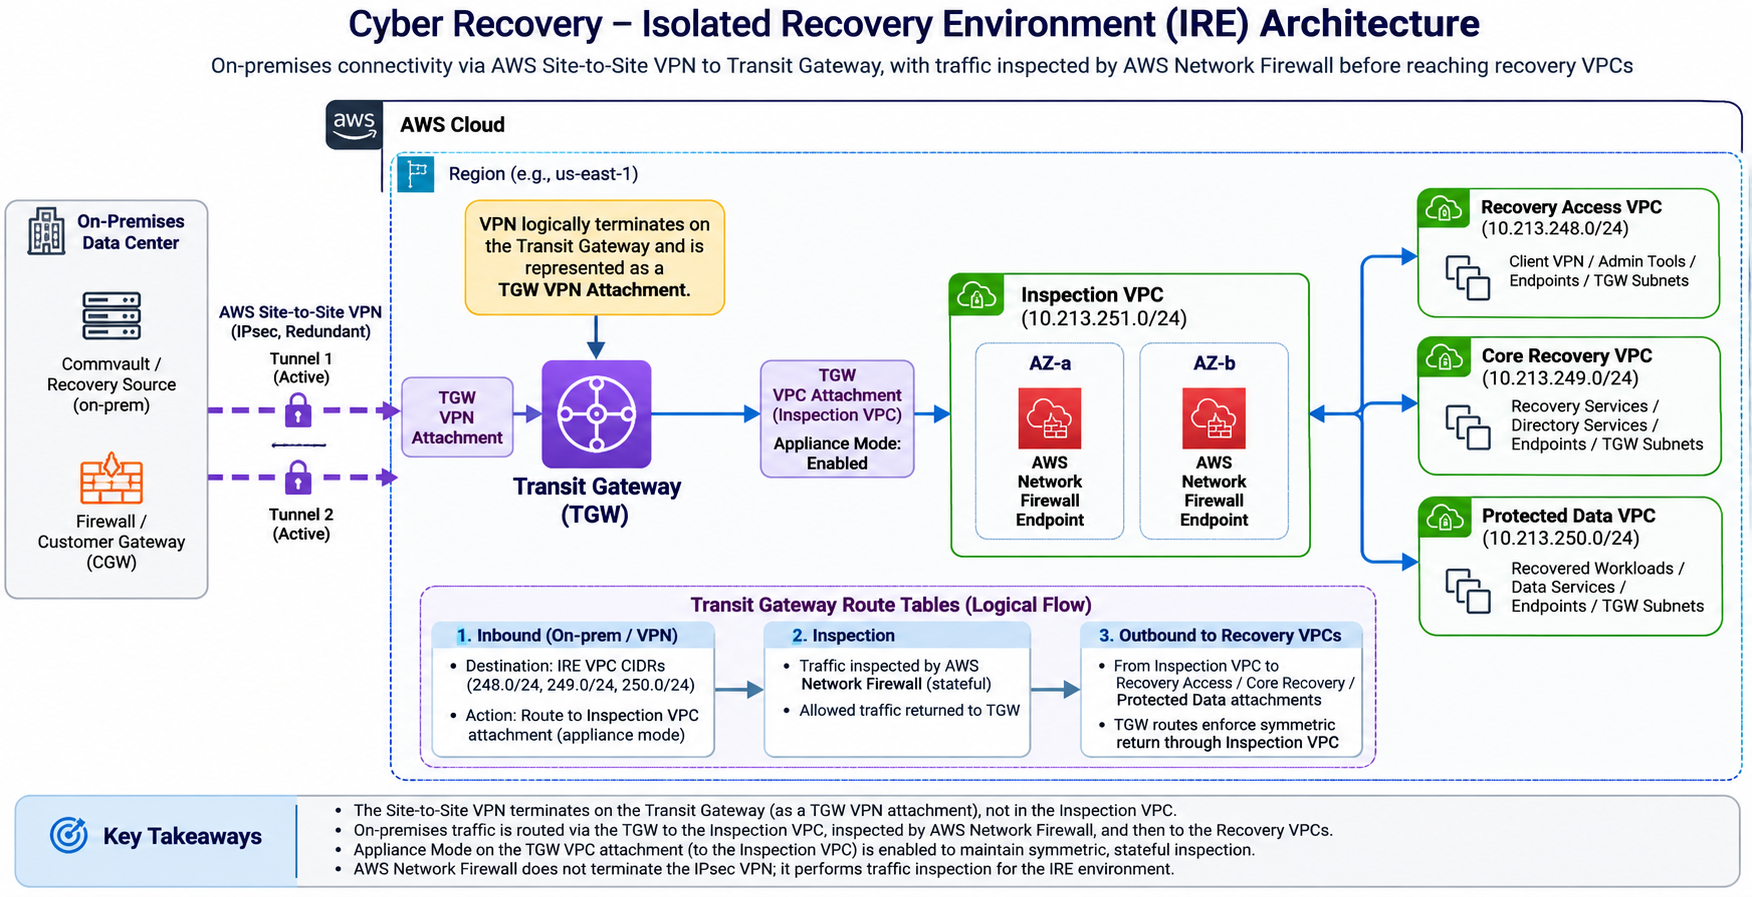 Cyber Recovery – Isolated Recovery Environment (IRE) Architecture
On-premises connectivity via AWS Site-to-Site VPN to Transit Gateway, with traffic inspected by AWS Network Firewall before reaching recovery VPCs
aws
AWS Cloud
Region (e.g., us-east-1)
On-Premises
Data Center
Commvault /
Recovery Source
(on-prem)
Firewall /
Customer Gateway
(CGW)
AWS Site-to-Site VPN
(IPsec, Redundant)
Tunnel 1
(Active)
Tunnel 2
(Active)
VPN logically terminates on
the Transit Gateway and is
represented as a
TGW VPN Attachment.
TGW
VPN
Attachment
Transit Gateway
(TGW)
TGW
VPC Attachment
(Inspection VPC)
Appliance Mode:
Enabled
Inspection VPC
(10.213.251.0/24)
AZ-a
AWS
Network
Firewall
Endpoint
AZ-b
AWS
Network
Firewall
Endpoint
Recovery Access VPC
(10.213.248.0/24)
Client VPN / Admin Tools /
Endpoints / TGW Subnets
Core Recovery VPC
(10.213.249.0/24)
Recovery Services /
Directory Services /
Endpoints / TGW Subnets
Protected Data VPC
(10.213.250.0/24)
Recovered Workloads /
Data Services /
Endpoints / TGW Subnets
Transit Gateway Route Tables (Logical Flow)
1. Inbound (On-prem / VPN)
• Destination: IRE VPC CIDRs
(248.0/24, 249.0/24, 250.0/24)
• Action: Route to Inspection VPC
attachment (appliance mode)
2. Inspection
• Traffic inspected by AWS
Network Firewall (stateful)
• Allowed traffic returned to TGW
3. Outbound to Recovery VPCs
• From Inspection VPC to
Recovery Access / Core Recovery /
Protected Data attachments
• TGW routes enforce symmetric
return through Inspection VPC
Key Takeaways
• The Site-to-Site VPN terminates on the Transit Gateway (as a TGW VPN attachment), not in the Inspection VPC.
• On-premises traffic is routed via the TGW to the Inspection VPC, inspected by AWS Network Firewall, and then to the Recovery VPCs.
• Appliance Mode on the TGW VPC attachment (to the Inspection VPC) is enabled to maintain symmetric, stateful inspection.
• AWS Network Firewall does not terminate the IPsec VPN; it performs traffic inspection for the IRE environment.